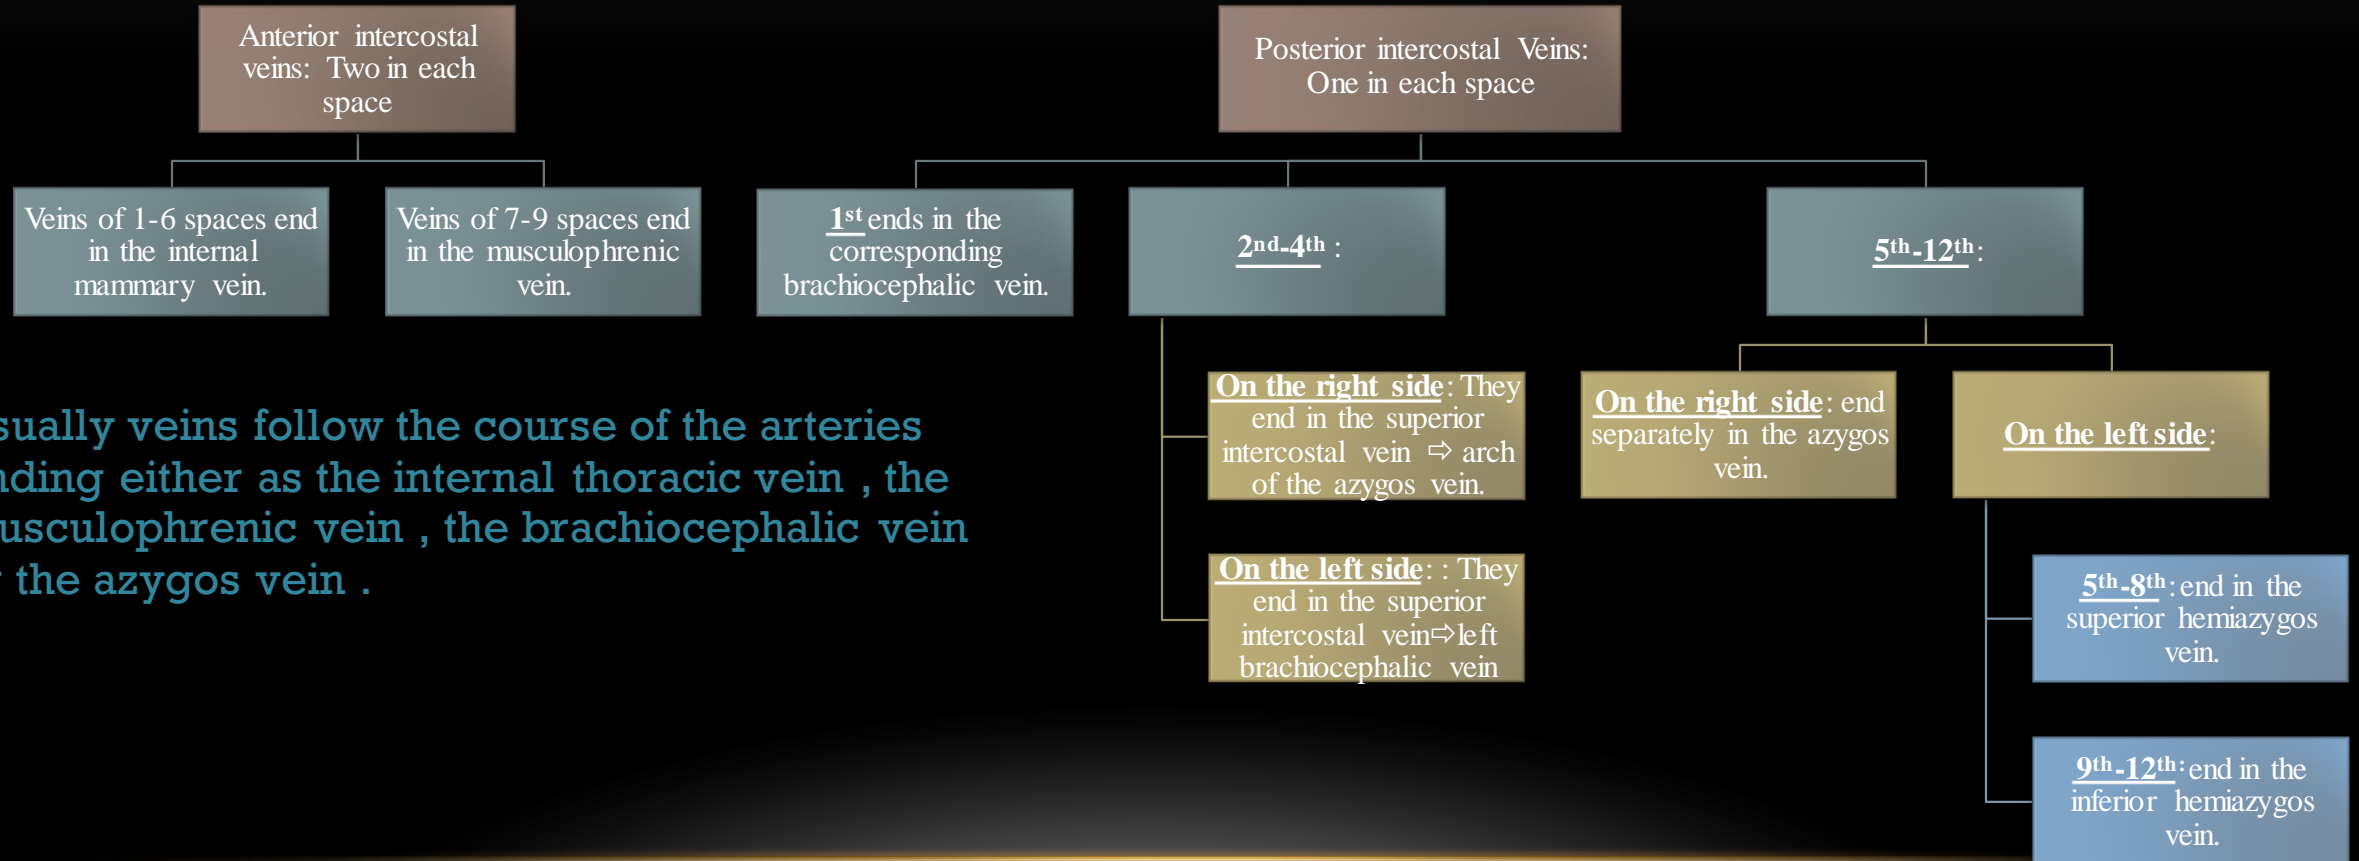 Anterior intercostal
veins: Two in each
space
Posterior intercostal Veins:
One in each space
Veins of 1-6 spaces end
in the internal
mammary vein.
Veins of 7-9 spaces end
in the musculophrenic
vein.
1st ends in the
corresponding
brachiocephalic vein.
2nd-4th :
5th-12th:
On the right side: They
end in the superior
intercostal vein ⇨ arch
of the azygos vein.
On the left side: : They
end in the superior
intercostal vein⇨left
brachiocephalic vein
On the right side: end
separately in the azygos
vein.
On the left side:
5th-8th: end in the
superior hemiazygos
vein.
9th-12th: end in the
inferior hemiazygos
vein.
sually veins follow the course of the arteries
nding either as the internal thoracic vein , the
usculophrenic vein , the brachiocephalic vein
the azygos vein .